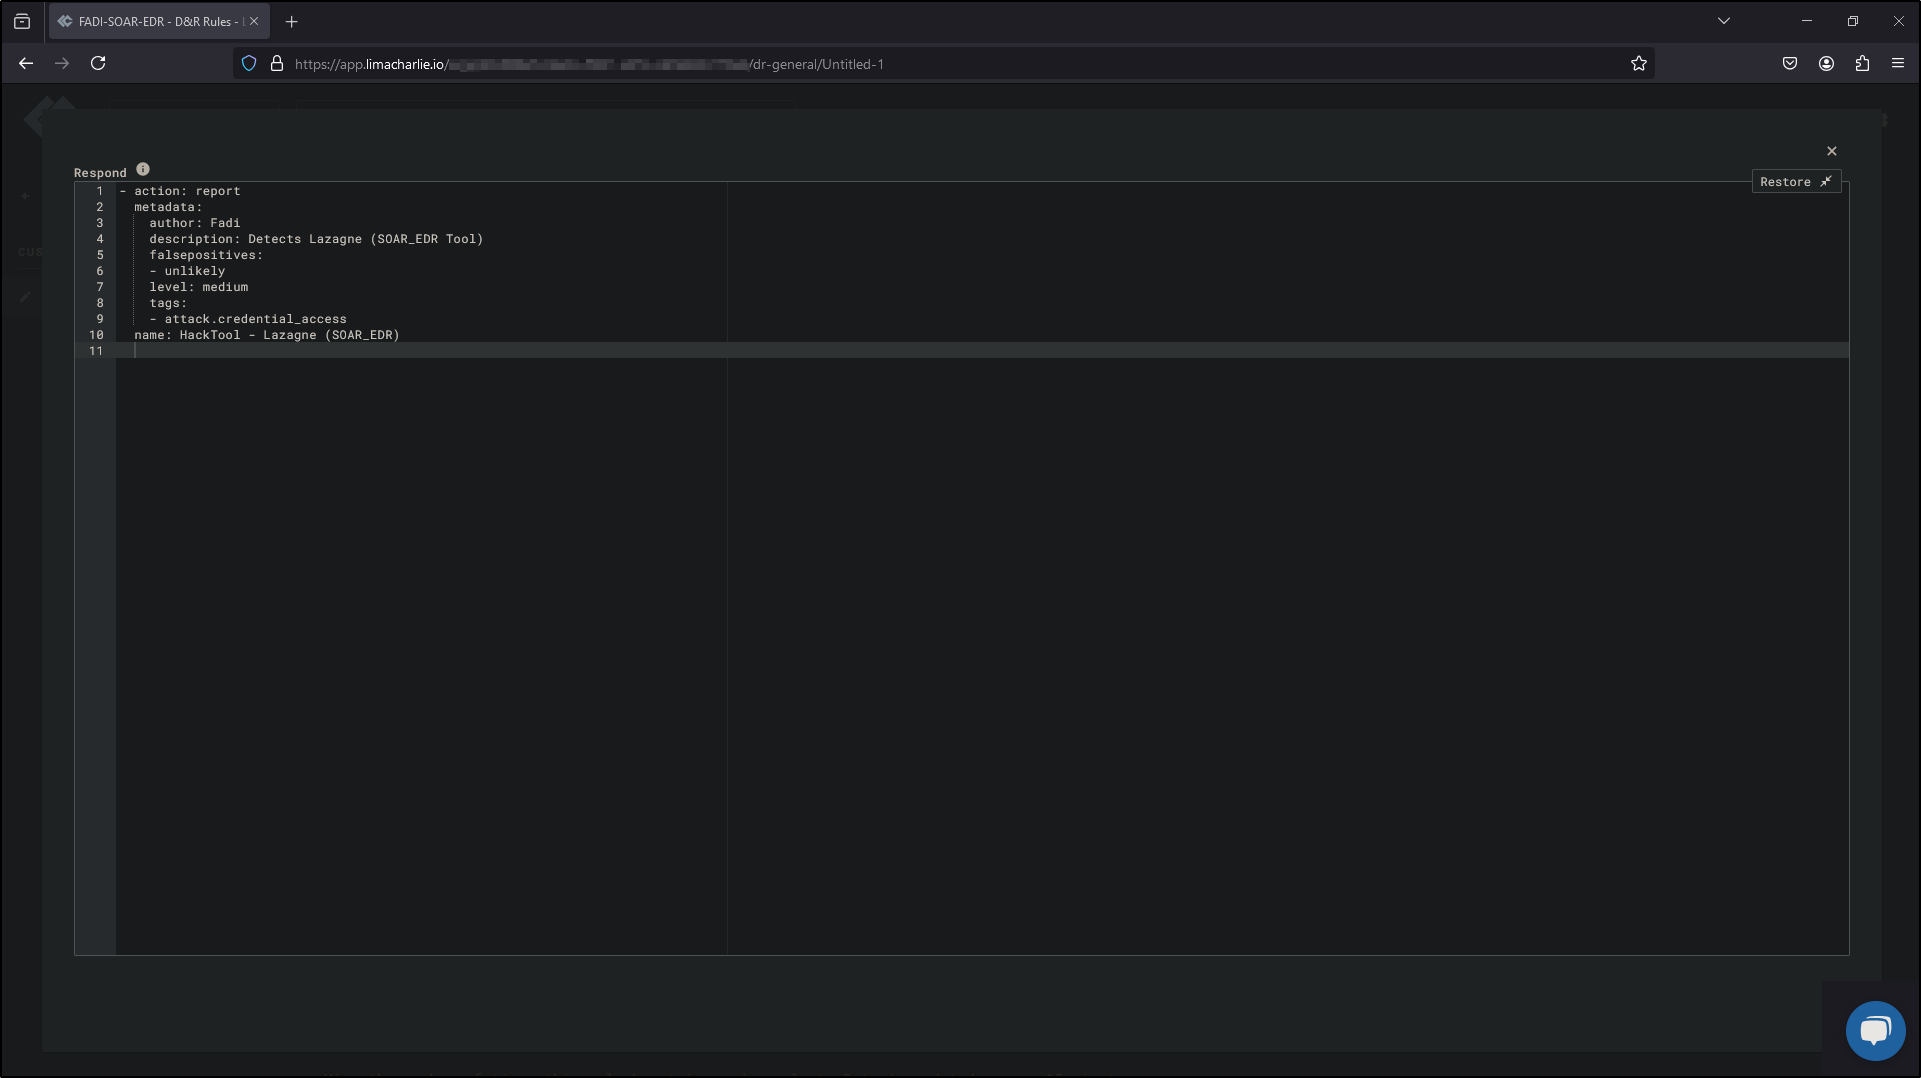 FADI-SOAR-EDR - D&R Rules -
https://app.limacharlie.io/ /dr-general/Untitled-1
Respond
Restore
CUS
1 - action: report
2   metadata:
3     author: Fadi
4     description: Detects Lazagne (SOAR_EDR Tool)
5     falsepositives:
6     - unlikely
7     level: medium
8     tags:
9     - attack.credential_access
10   name: HackTool - Lazagne (SOAR_EDR)
11